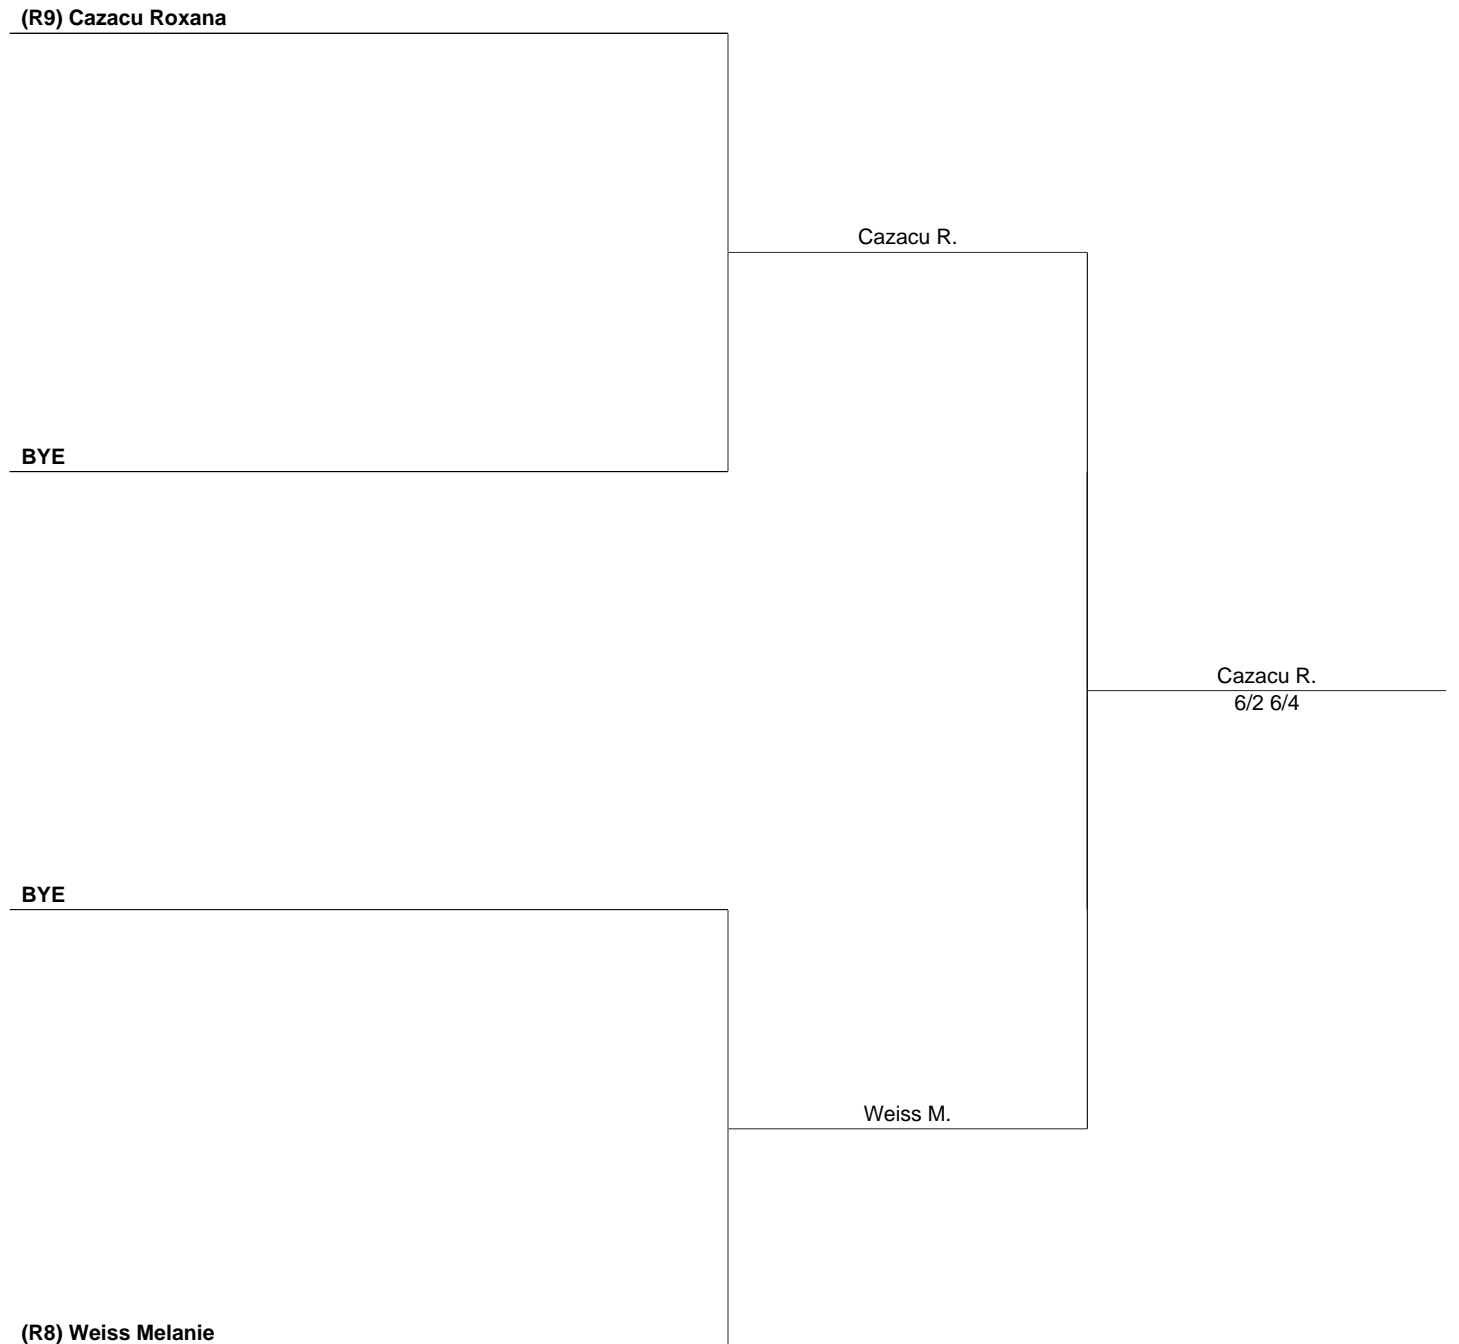 (R9) Cazacu Roxana
Cazacu R.
BYE
Cazacu R.
6/2 6/4
BYE
Weiss M.
(R8) Weiss Melanie